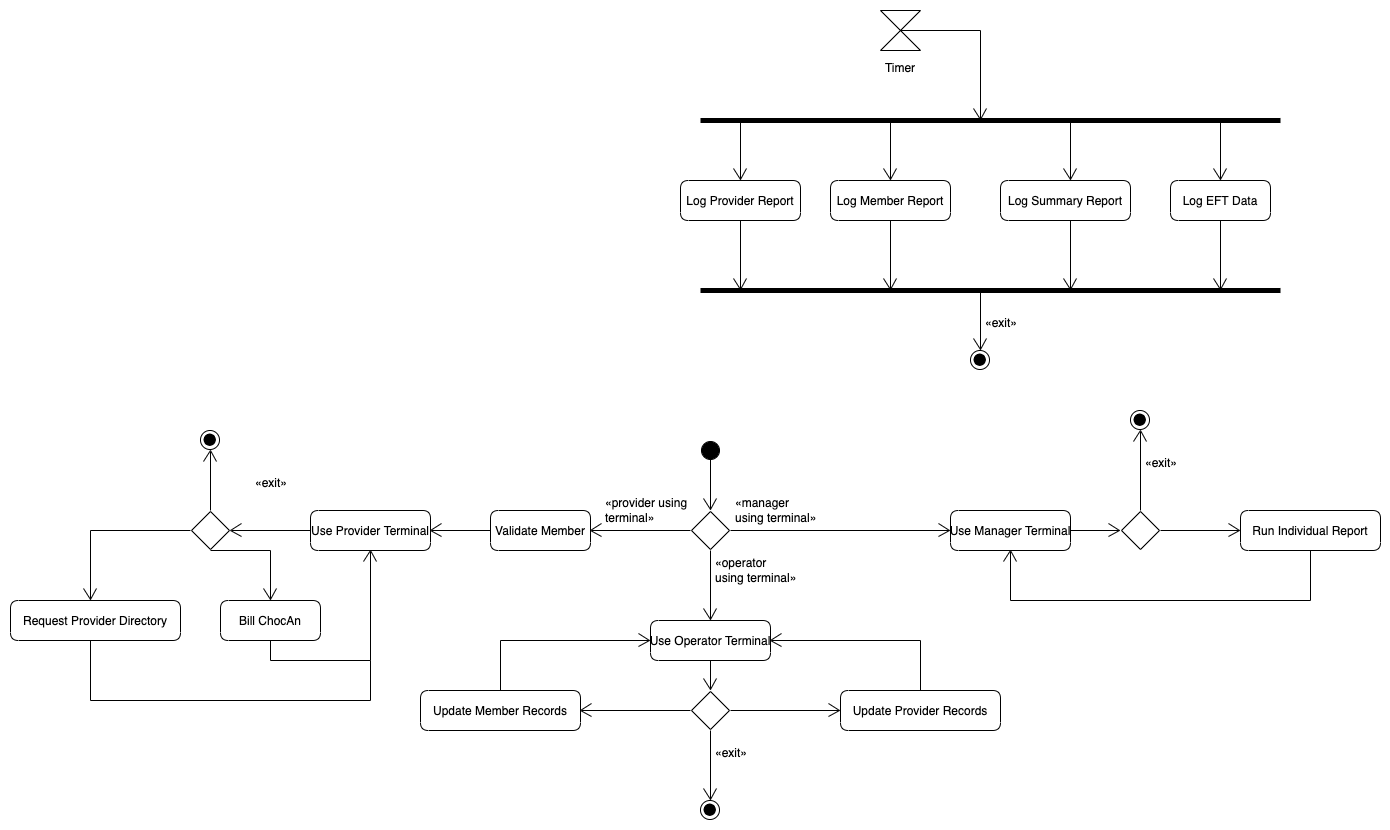 Timer
Log Provider Report
Log Member Report
Log Summary Report
Log EFT Data
«exit»
«exit»
«exit»
«provider using
terminal»
«manager
using terminal»
Use Provider Terminal
Validate Member
Use Manager Terminal
Run Individual Report
«operator
using terminal»
Request Provider Directory
Bill ChocAn
Use Operator Terminal
Update Member Records
Update Provider Records
«exit»